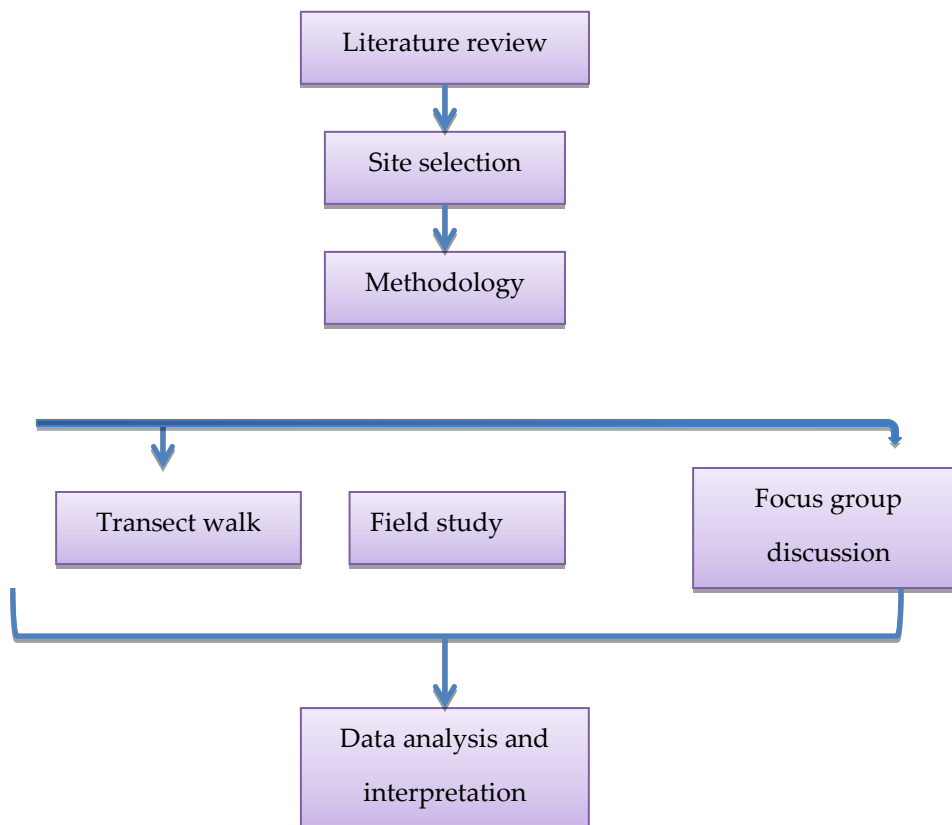 Literature review
Site selection
Methodology
Transect walk
Field study
Focus group
discussion
Data analysis and
interpretation